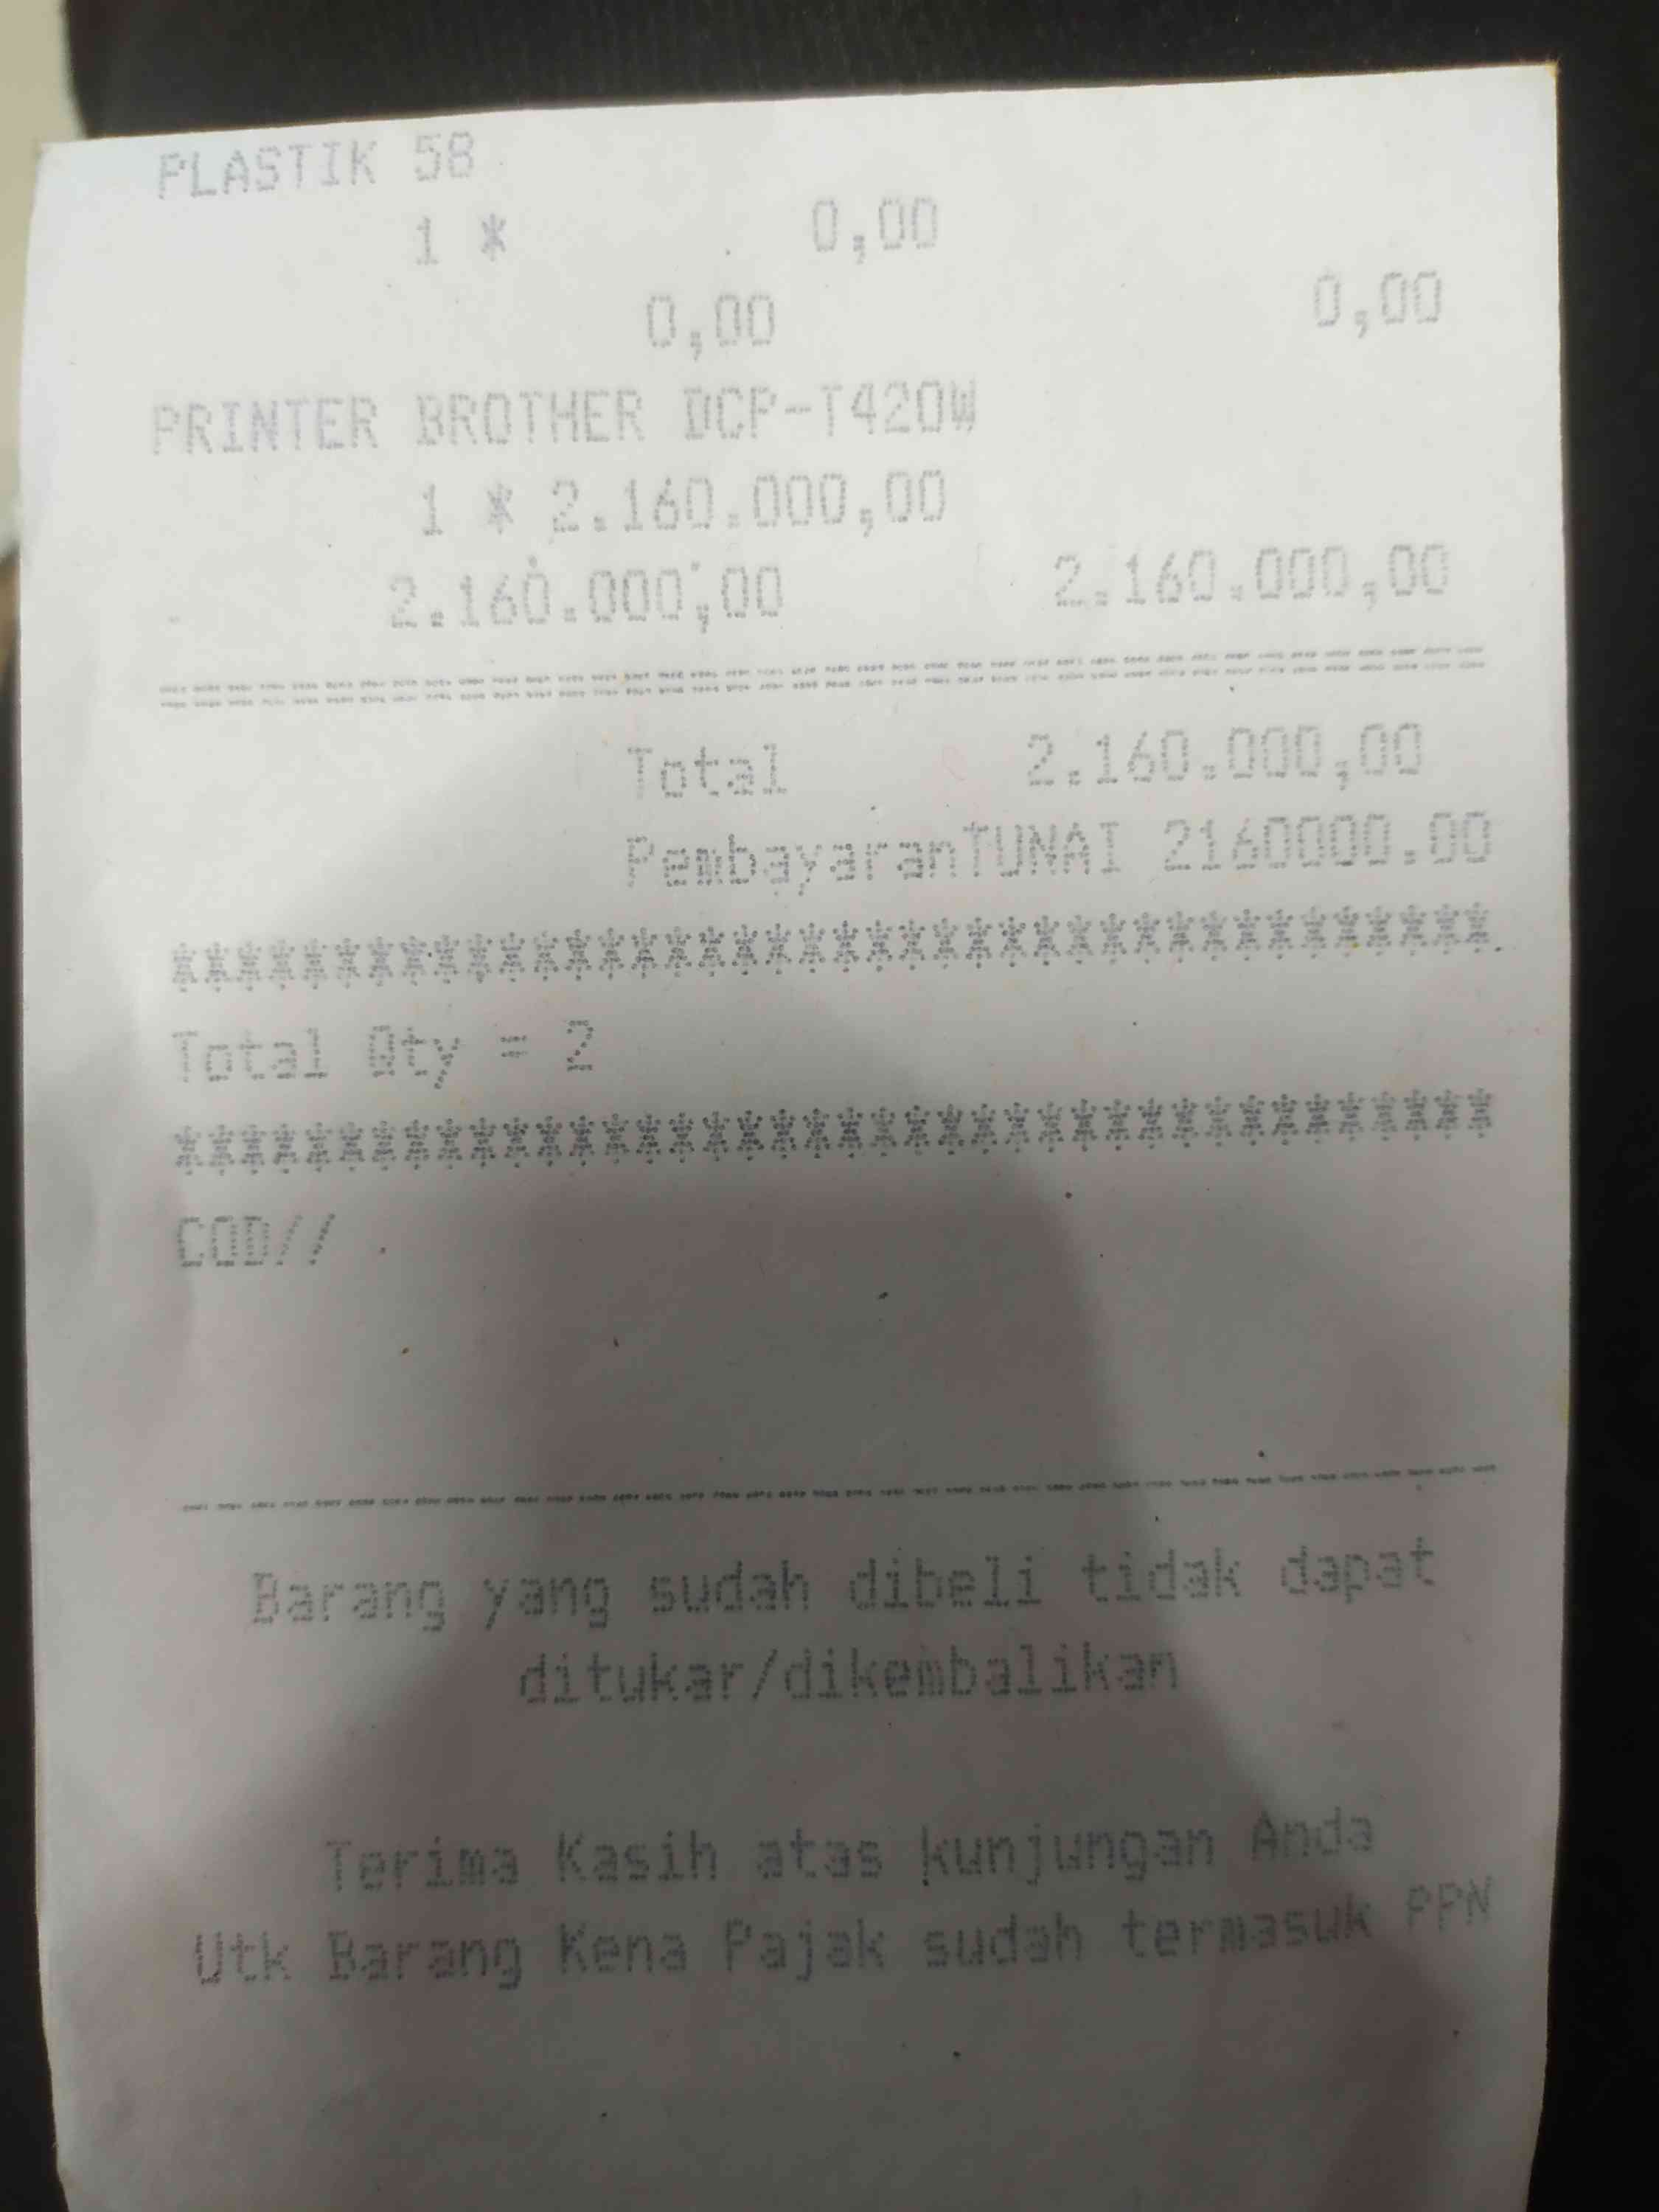 PLASTIK 58
1 * 0,00
0,00 0,00
PRINTER BROTHER DCP-T420W
1 * 2.160.000,00
2.160.000,00 2.160.000,00
========================================
Total 2.160.000,00
PembayaranTUNAI 2160000.00
****************************************
Total Qty = 2
****************************************
COD//
----------------------------------------
Barang yang sudah dibeli tidak dapat
ditukar/dikembalikan
Terima Kasih atas kunjungan Anda
Utk Barang Kena Pajak sudah termasuk PPN